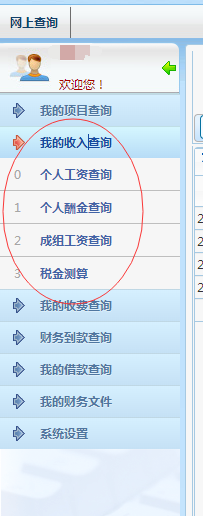 网上查询
欢迎您！
我的项目查询
我的收入查询
0 个人工资查询
1 个人酬金查询
2 成组工资查询
3 税金测算
我的收费查询
财务到款查询
我的借款查询
我的财务文件
系统设置